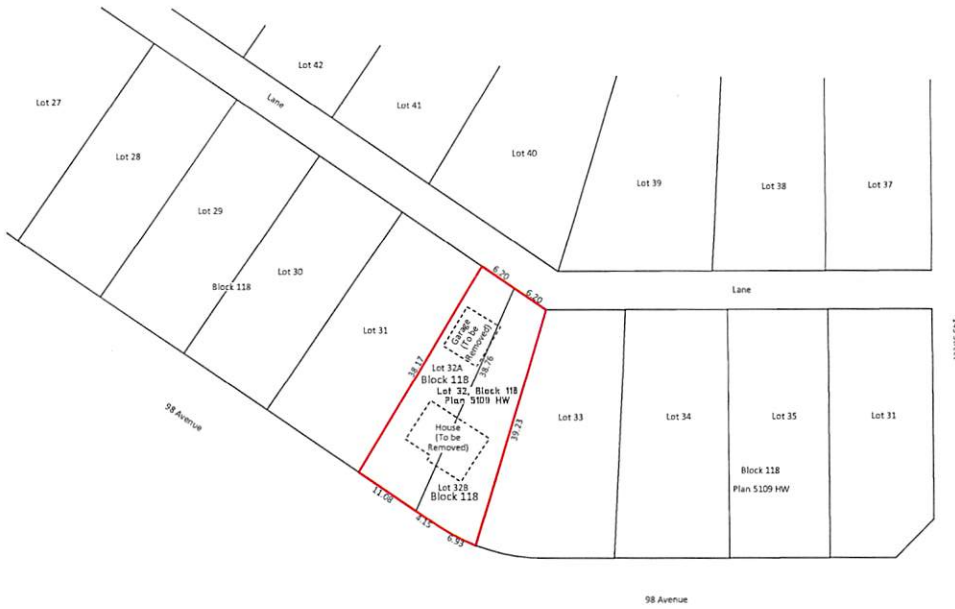 Lot 42
Lot 27
Lane
Lot 41
Lot 28
Lot 40
Lot 39
Lot 38
Lot 37
Lot 29
Block 118
Lot 30
Lot 31
6.20
6.20
Lane
Garage
(To be
Removed)
38.17
38.76
Lot 32A
Block 118
Lot 32, Block 118
Plan 5109 HW
39.23
House
(To be
Removed)
98 Avenue
Lot 33
Lot 34
Lot 35
Lot 31
Block 118
Plan 5109 HW
Lot 32B
Block 118
11.08
4.15
6.93
98 Avenue